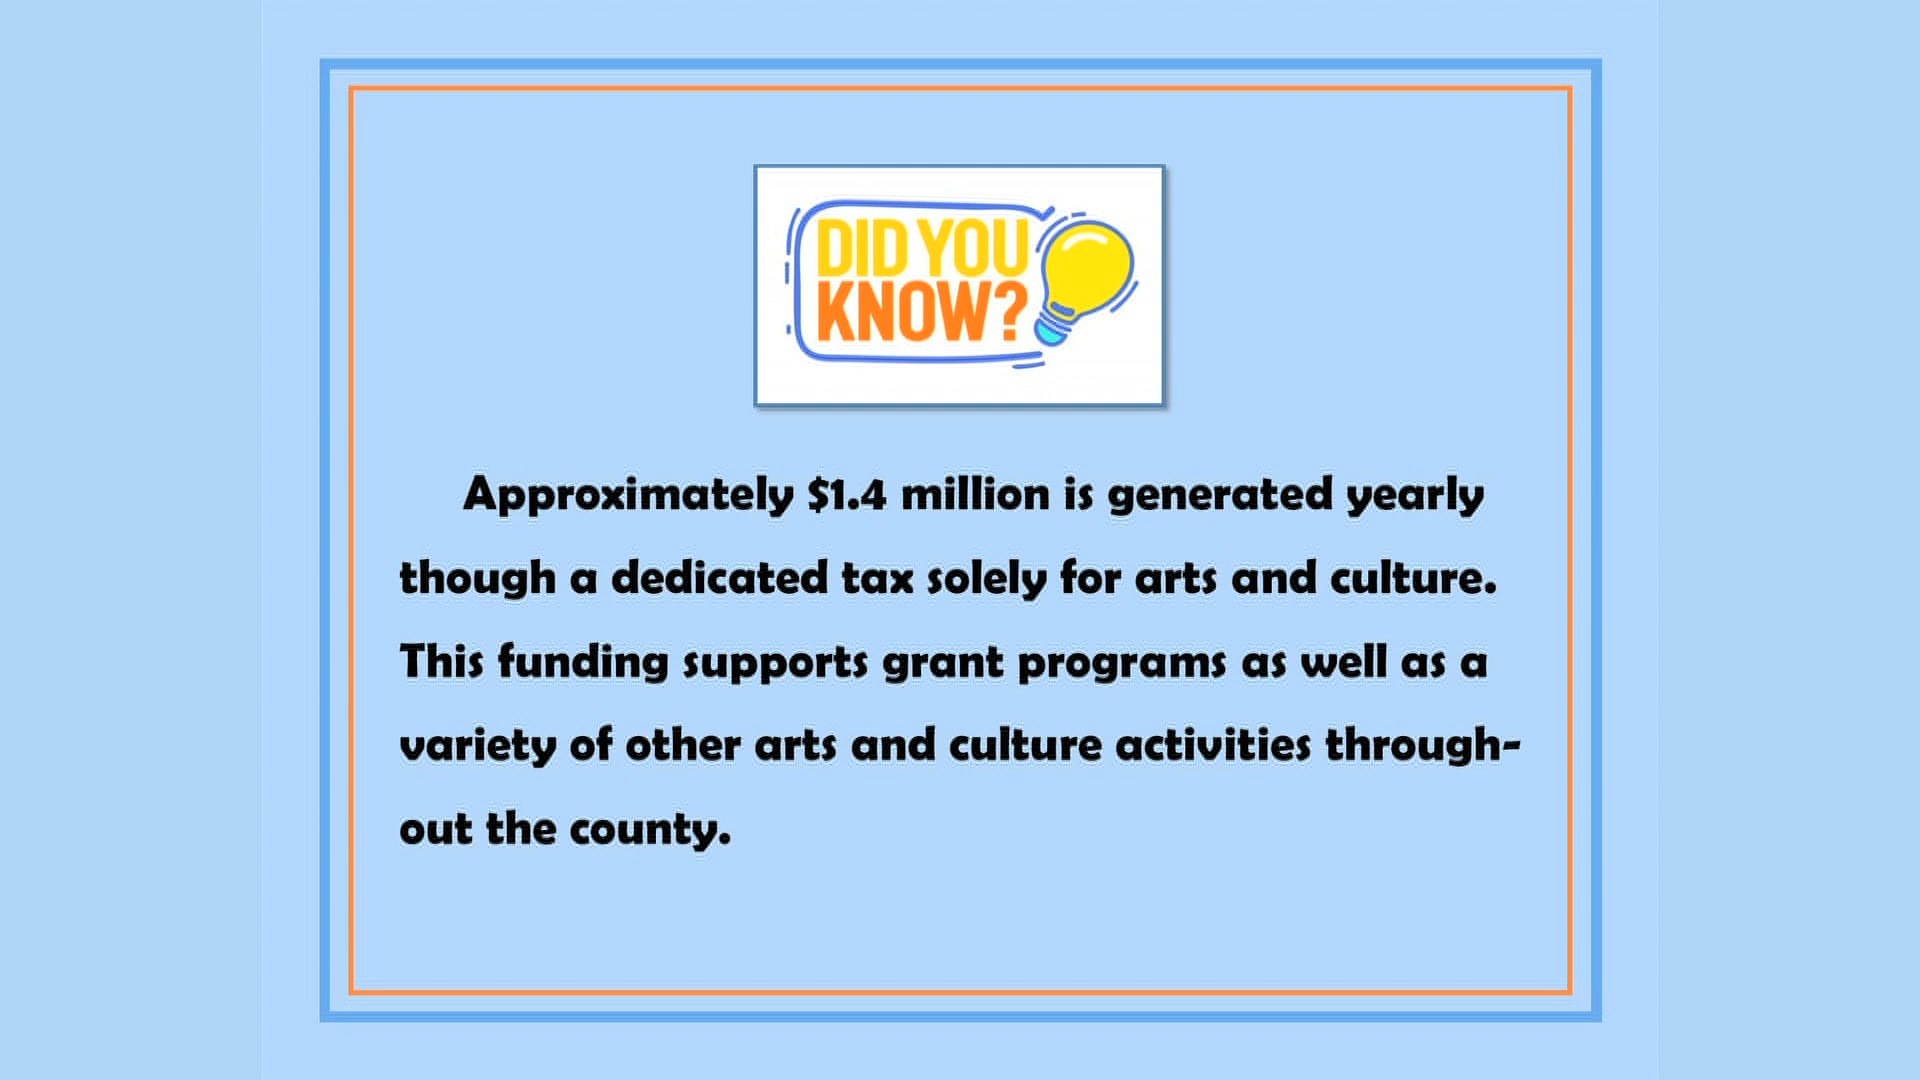 DID YOU
KNOW?
Approximately $1.4 million is generated yearly
though a dedicated tax solely for arts and culture.
This funding supports grant programs as well as a
variety of other arts and culture activities through-
out the county.